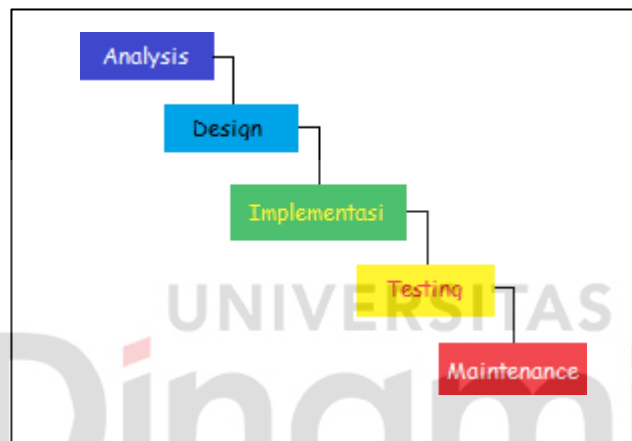 Analysis
Design
Implementasi
Testing
UNIVERSITAS
Maintenance